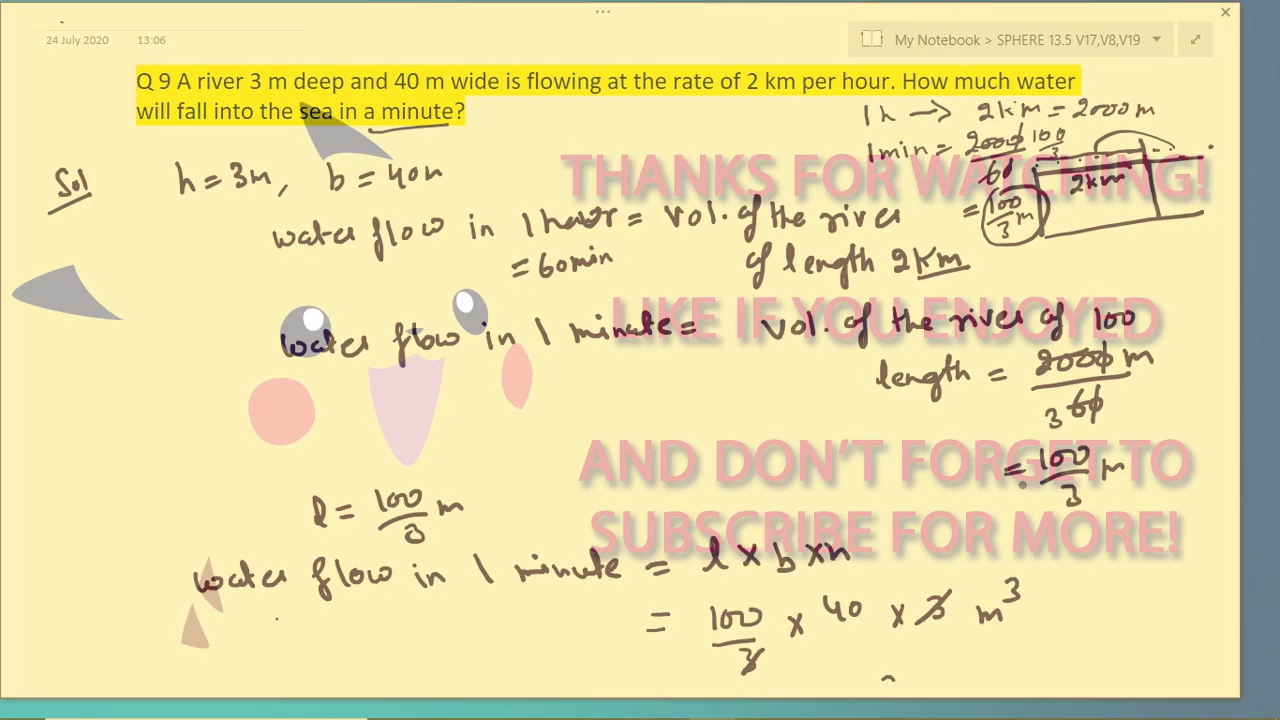 24 July 2020 13:06
My Notebook > SPHERE 13.5 V17,V8,V19
Q 9 A river 3 m deep and 40 m wide is flowing at the rate of 2 km per hour. How much water
will fall into the sea in a minute?
1h → 2km = 2000m
1min = 2000/60 100/3
= 100/3 m
2km
Sol h = 3m, b = 40m
water flow in 1 hour = vol. of the river
= 60min of length 2Km
water flow in 1 minute = vol. of the river of
length = 2000/60 m
100
3
= 100/3 m
l = 100/3 m
water flow in 1 minute = l × b × h
= 100/3 × 40 × 3 m³
THANKS FOR WATCHING!
LIKE IF YOU ENJOYED
AND DON'T FORGET TO
SUBSCRIBE FOR MORE!